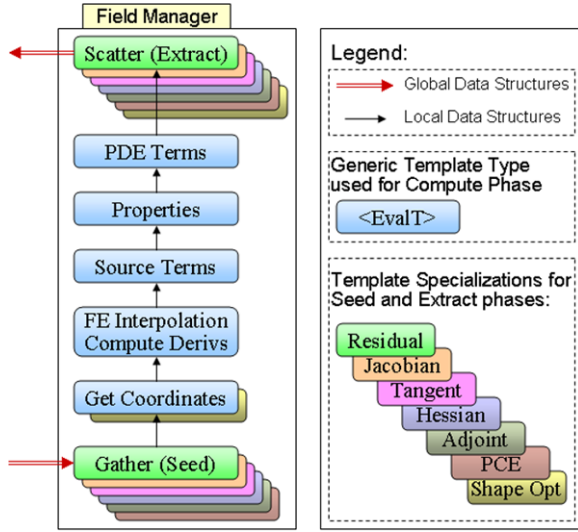 Field Manager
Scatter (Extract)
PDE Terms
Properties
Source Terms
FE Interpolation
Compute Derivs
Get Coordinates
Gather (Seed)
Legend:
Global Data Structures
Local Data Structures
Generic Template Type
used for Compute Phase
<EvalT>
Template Specializations for
Seed and Extract phases:
Residual
Jacobian
Tangent
Hessian
Adjoint
PCE
Shape Opt